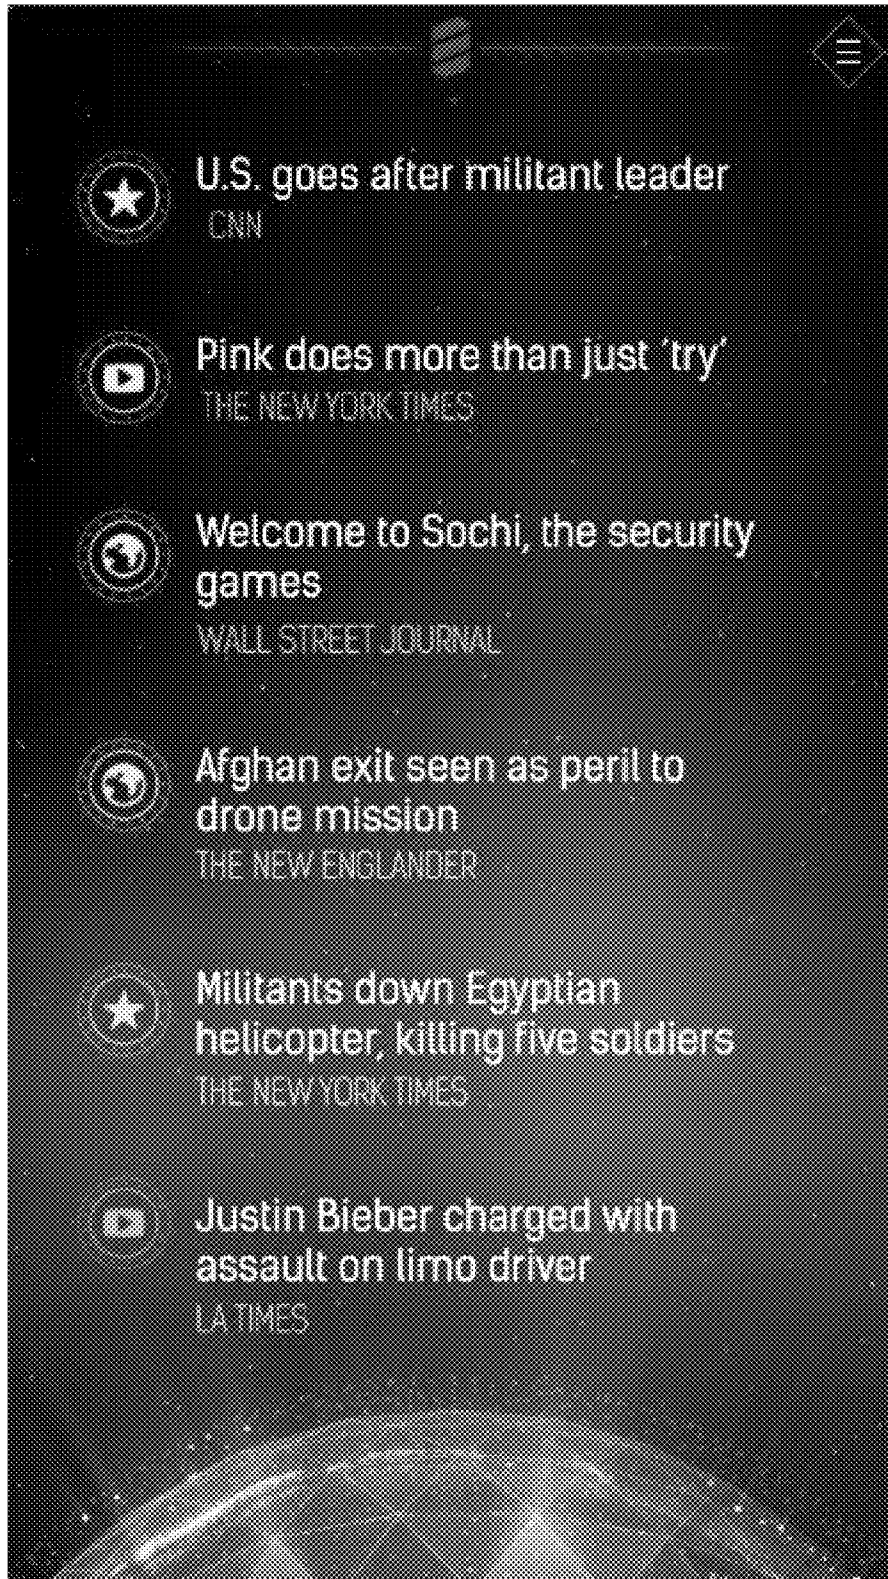 U.S. goes after militant leader
CNN
Pink does more than just 'try'
THE NEW YORK TIMES
Welcome to Sochi, the security
games
WALL STREET JOURNAL
Afghan exit seen as peril to
drone mission
THE NEW ENGLANDER
Militants down Egyptian
helicopter, killing five soldiers
THE NEW YORK TIMES
Justin Bieber charged with
assault on limo driver
LA TIMES